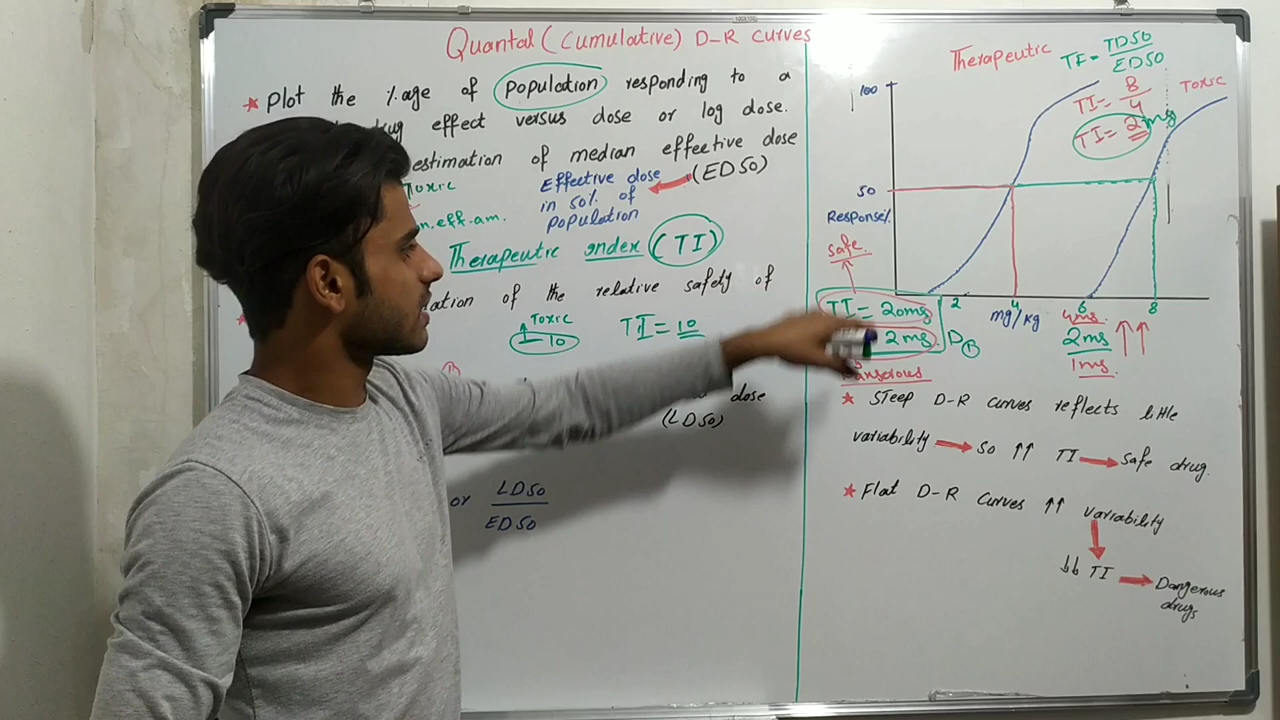 Quantal (Cumulative) D-R Curves
* Plot the %age of population responding to a
drug effect versus dose or log dose.
estimation of median effective dose
(ED50)
Toxic
Effective dose
in 50% of
population
n.eff.am.
Therapeutic index (TI)
of the relative safety of
Toxic
1-10
TI = 10
dose
(LD50)
or LD50
ED50
Therapeutic
TF = TD50
ED50
TI = 8
4
TI = 2mg
Toxic
100
50
Response%
safe.
TI = 20mg
2mg
D
2
4
6
8
mg/kg
4mg.
2mg
1mg.
↑↑
* Steep D-R Curves reflects little
variability → so ↑↑ TI → safe drug.
* Flat D-R Curves ↑↑ variability
↓
↓↓ TI → Dangerous
drugs